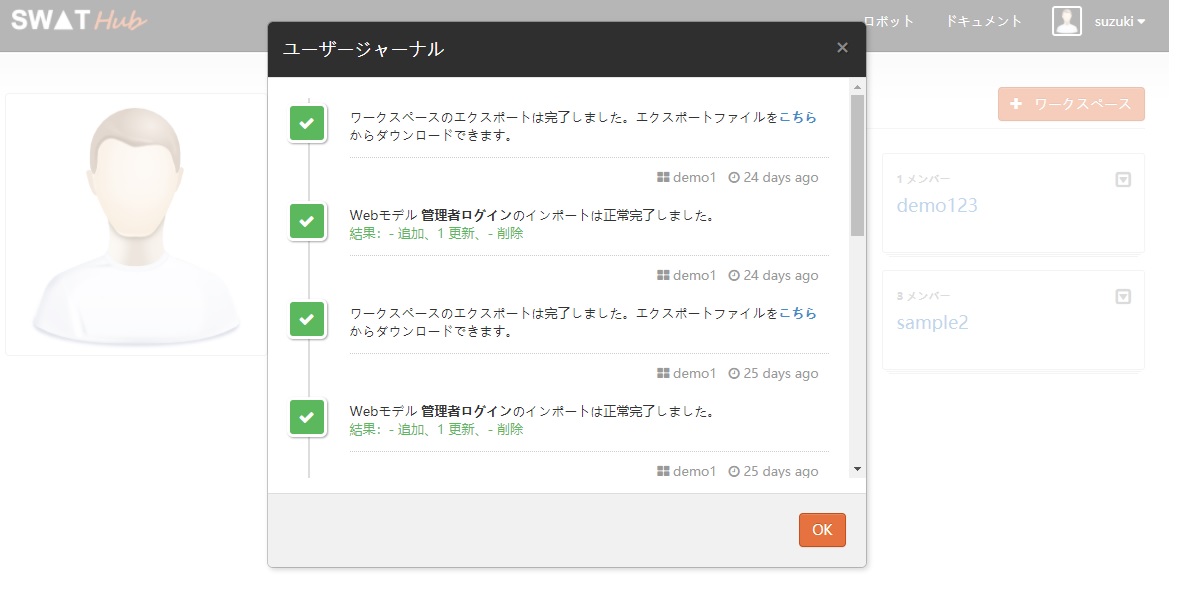 SWAT Hub
ロボット
ドキュメント
suzuki
ユーザージャーナル
×
ワークスペースのエクスポートは完了しました。エクスポートファイルをこちら
からダウンロードできます。
demo1 24 days ago
Webモデル 管理者ログインのインポートは正常完了しました。
結果: - 追加、1 更新、- 削除
demo1 24 days ago
ワークスペースのエクスポートは完了しました。エクスポートファイルをこちら
からダウンロードできます。
demo1 25 days ago
Webモデル 管理者ログインのインポートは正常完了しました。
結果: - 追加、1 更新、- 削除
demo1 25 days ago
OK
+ ワークスペース
1 メンバー
demo123
3 メンバー
sample2